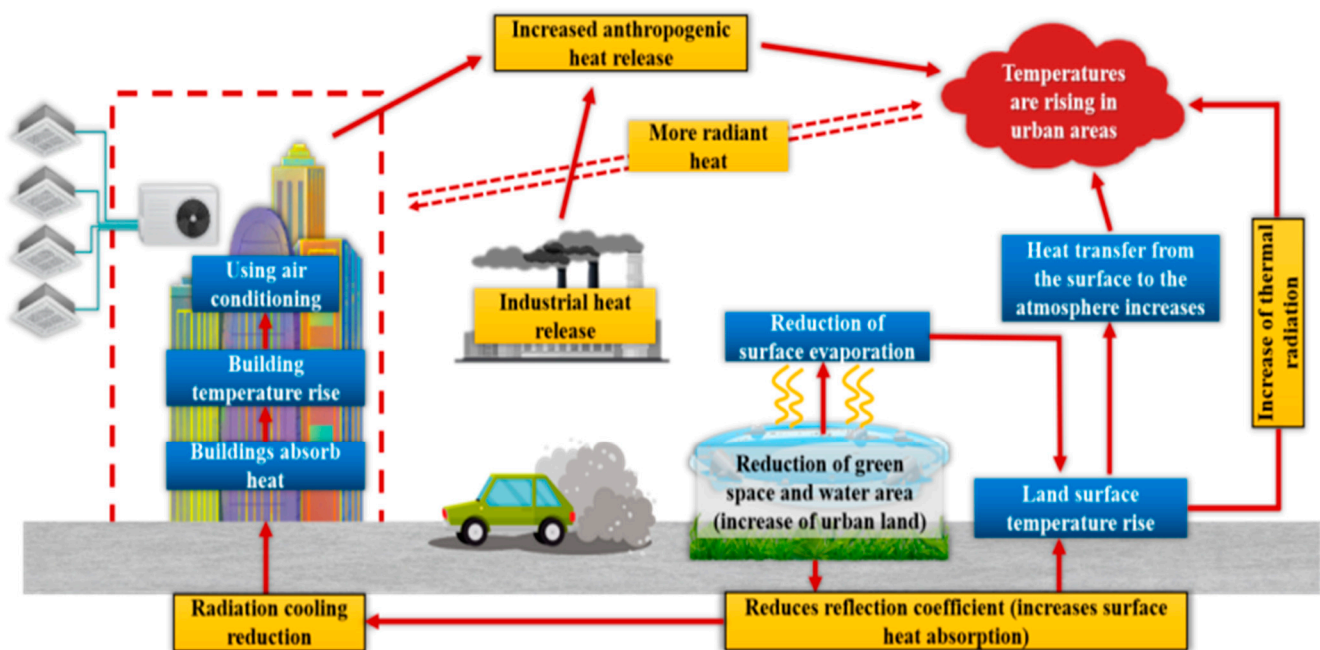 Increased anthropogenic
heat release
Temperatures
are rising in
urban areas
More radiant
heat
Using air
conditioning
Building
temperature rise
Buildings absorb
heat
Industrial heat
release
Reduction of
surface evaporation
Heat transfer from
the surface to the
atmosphere increases
Increase of thermal
radiation
Reduction of green
space and water area
(increase of urban land)
Land surface
temperature rise
Radiation cooling
reduction
Reduces reflection coefficient (increases surface
heat absorption)